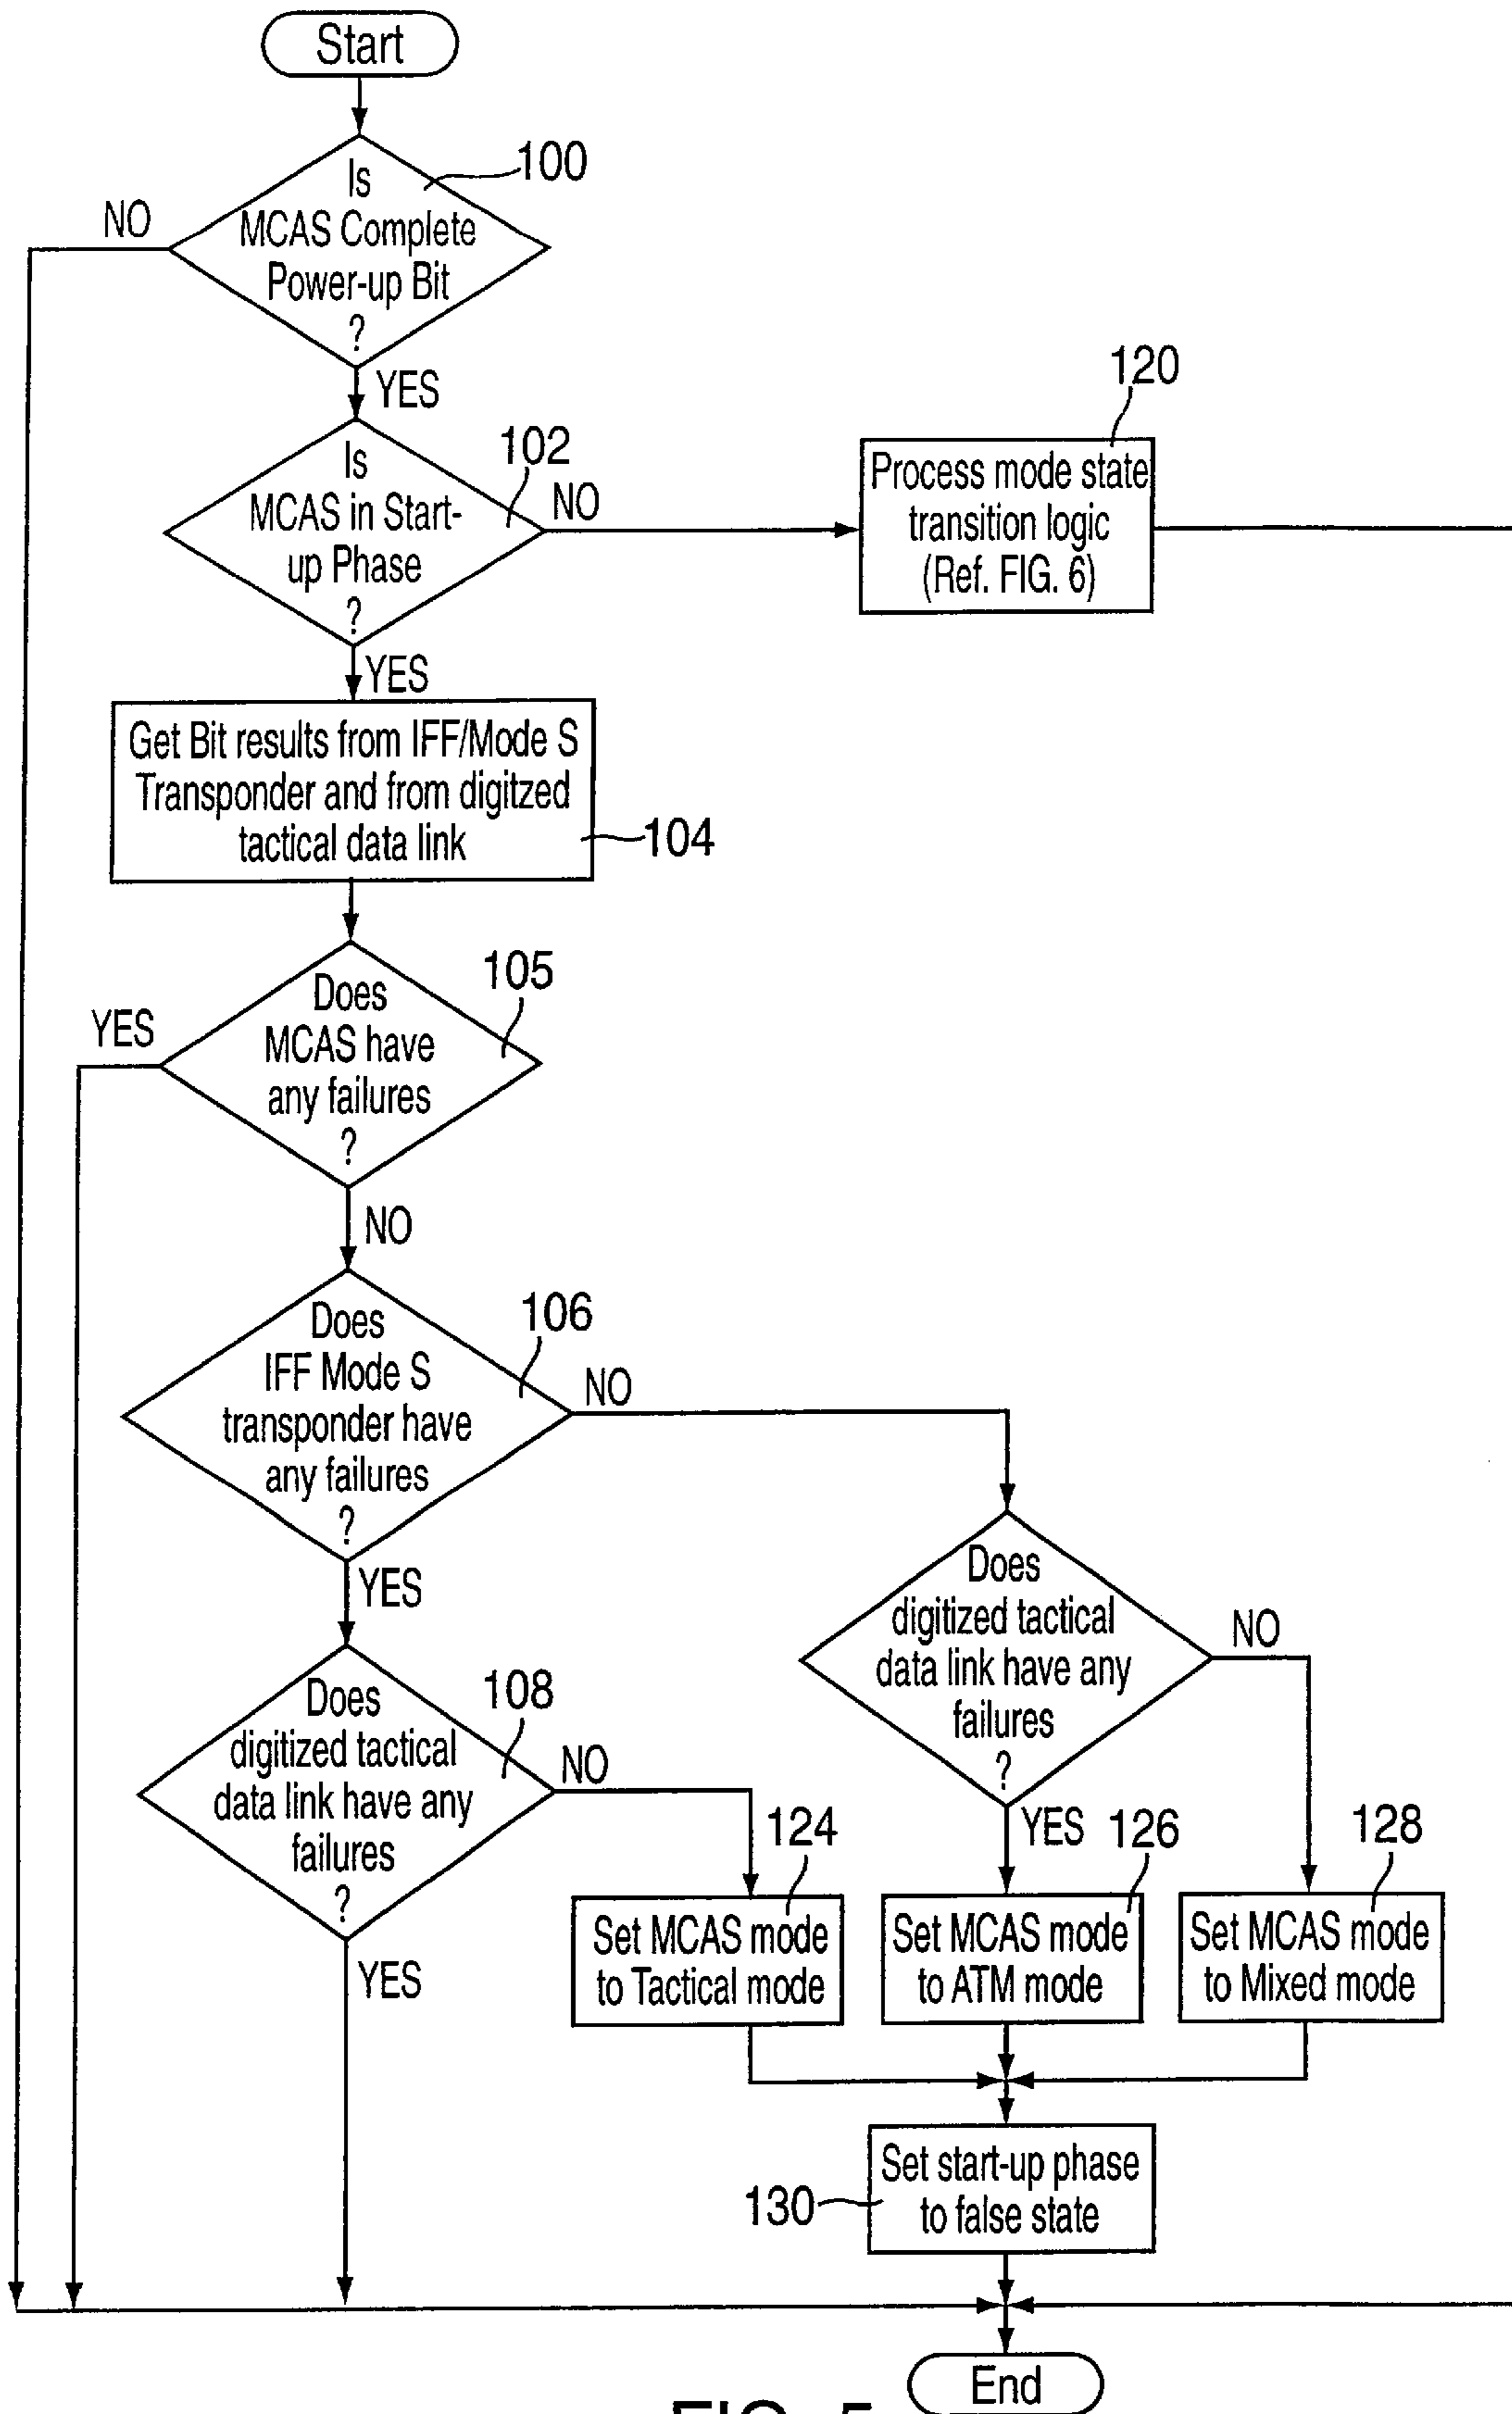 Start
100
Is
MCAS Complete
Power-up Bit
?
NO
YES
102
Is
MCAS in Start-
up Phase
?
NO
YES
120
Process mode state
transition logic
(Ref. FIG. 6)
Get Bit results from IFF/Mode S
Transponder and from digitzed
tactical data link
104
105
Does
MCAS have
any failures
?
YES
NO
106
Does
IFF Mode S
transponder have
any failures
?
NO
YES
Does
digitized tactical
data link have any
failures
?
NO
YES
108
Does
digitized tactical
data link have any
failures
?
NO
YES
124
Set MCAS mode
to Tactical mode
126
Set MCAS mode
to ATM mode
128
Set MCAS mode
to Mixed mode
130
Set start-up phase
to false state
End
FIG. 5